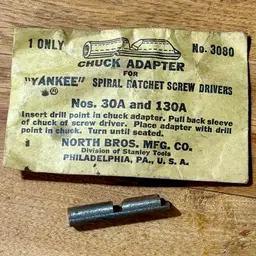 1 ONLY No. 3080
CHUCK ADAPTER
FOR
"YANKEE" SPIRAL RATCHET SCREW DRIVERS
®
Nos. 30A and 130A
Insert drill point in chuck adapter. Pull back sleeve
of chuck of screw driver. Place adapter with drill
point in chuck. Turn until seated.
NORTH BROS. MFG. CO.
Division of Stanley Tools
PHILADELPHIA, PA., U. S. A.